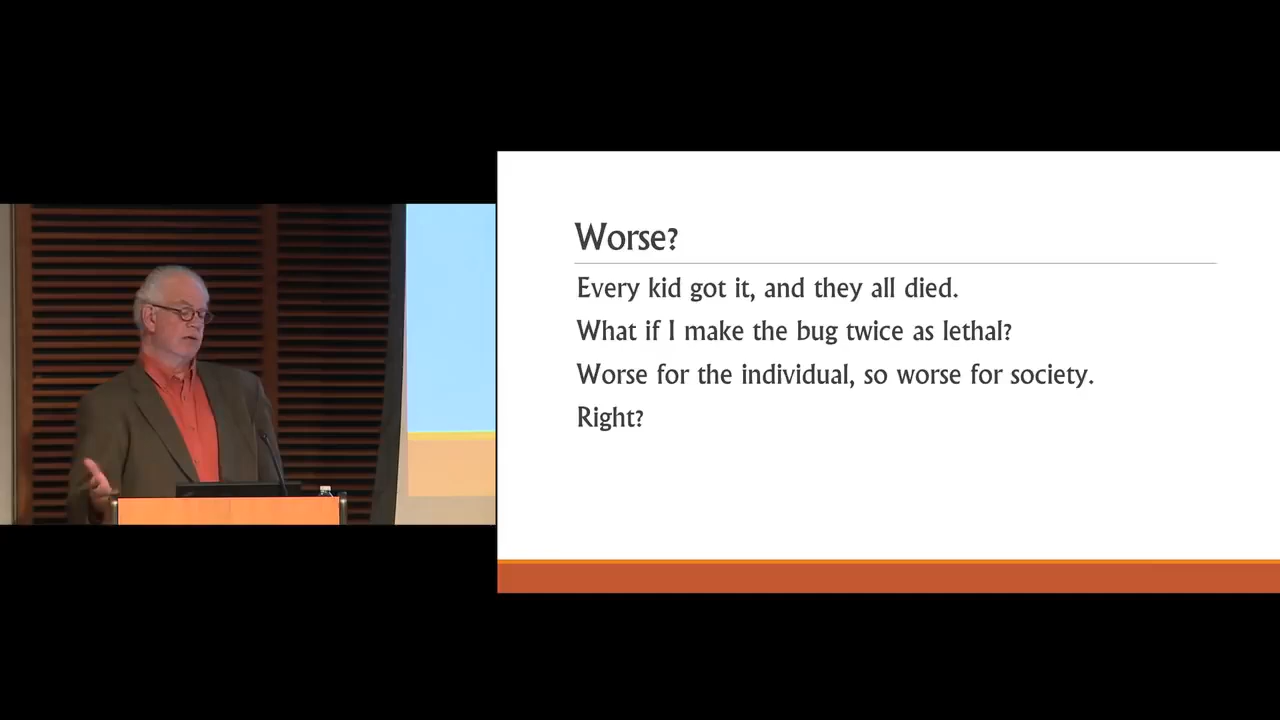 Worse?
Every kid got it, and they all died.
What if I make the bug twice as lethal?
Worse for the individual, so worse for society.
Right?